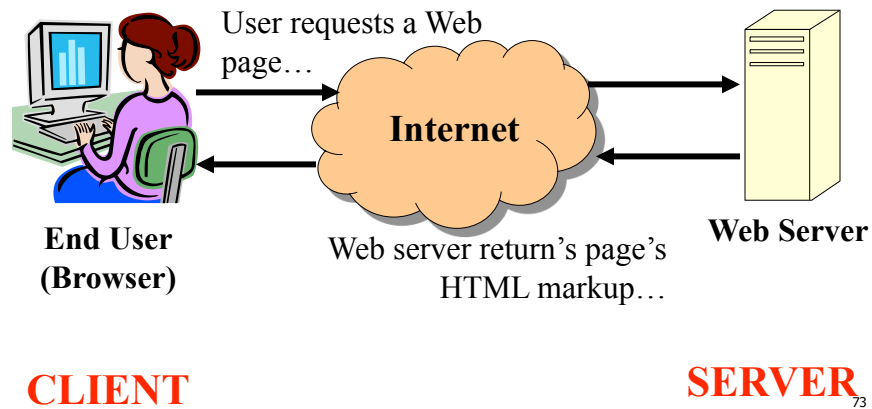 User requests a Web
page…
Internet
End User
(Browser)
Web Server
Web server return’s page’s
HTML markup…
CLIENT
SERVER
73